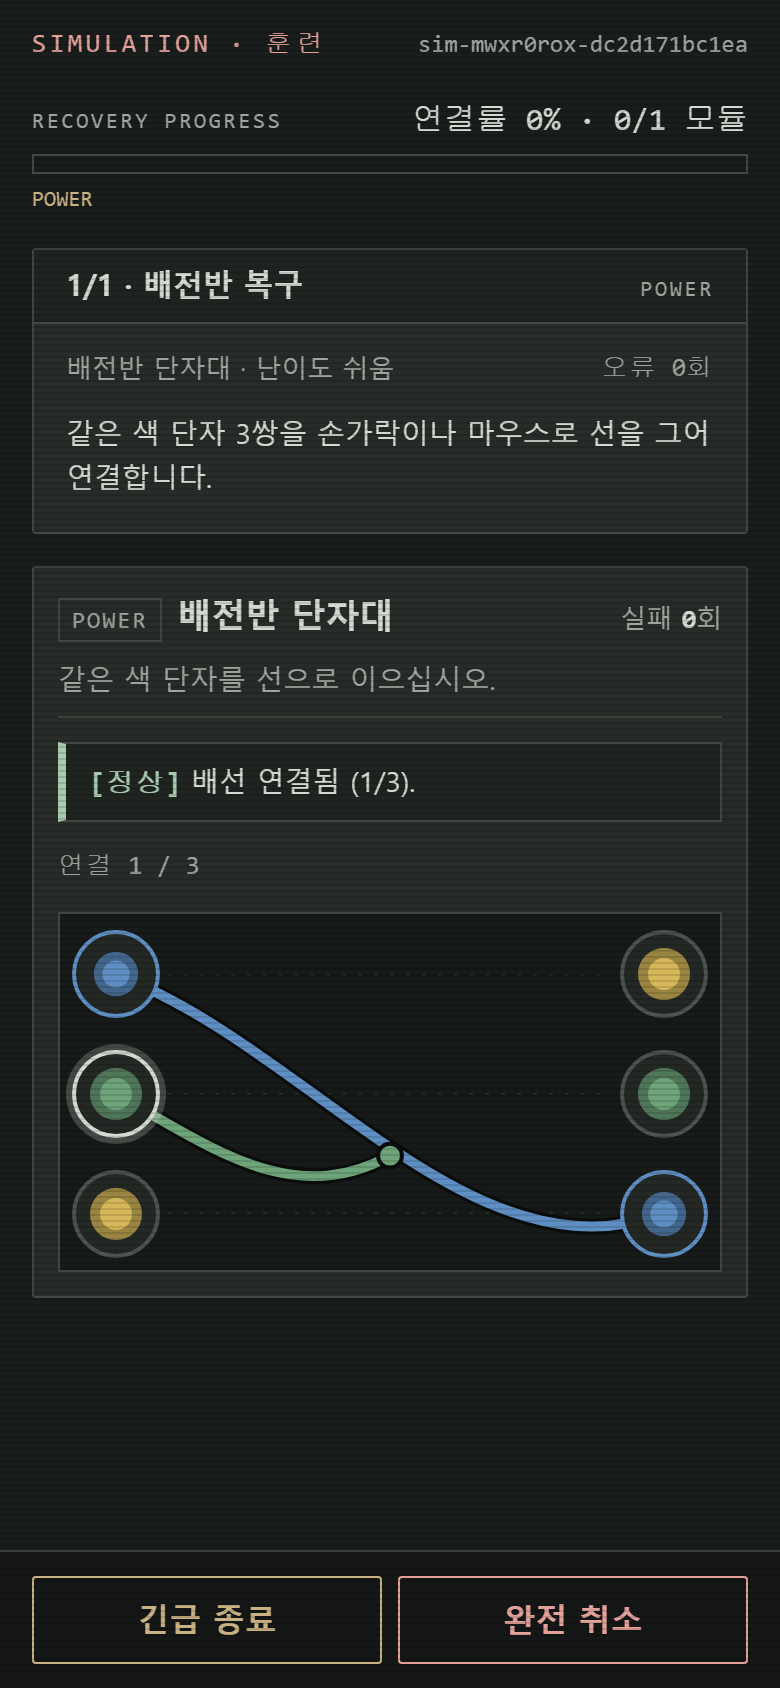 SIMULATION · 훈련
sim-mwxr0rox-dc2d171bc1ea
RECOVERY PROGRESS
연결률 0% · 0/1 모듈
POWER
1/1 · 배전반 복구
POWER
배전반 단자대 · 난이도 쉬움
오류 0회
같은 색 단자 3쌍을 손가락이나 마우스로 선을 그어
연결합니다.
POWER 배전반 단자대
실패 0회
같은 색 단자를 선으로 이으십시오.
[정상] 배선 연결됨 (1/3).
연결 1 / 3
긴급 종료
완전 취소